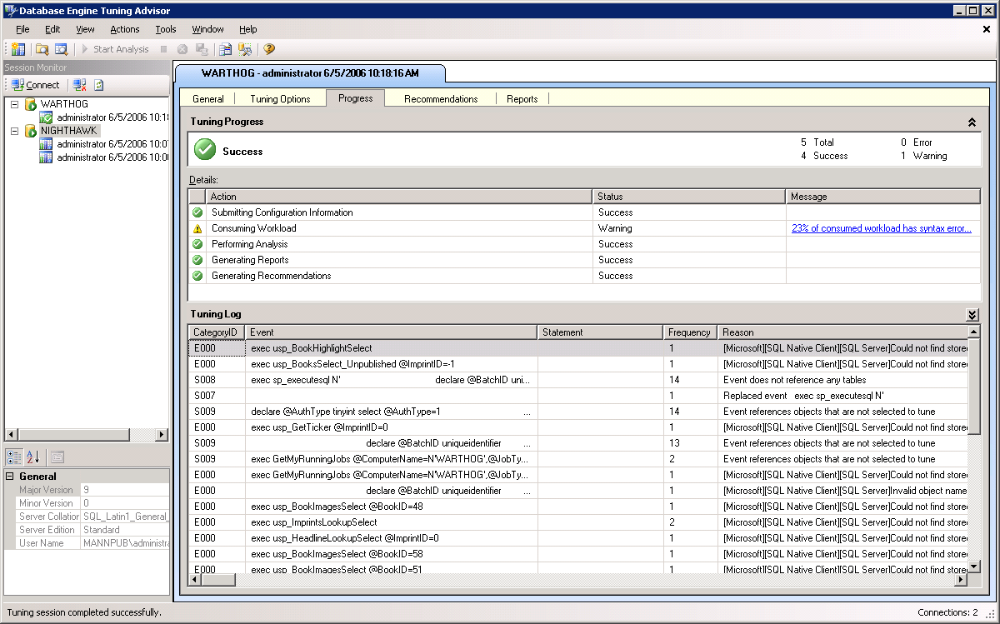 Database Engine Tuning Advisor
File Edit View Actions Tools Window Help
Start Analysis
Session Monitor
Connect
WARTHOG
administrator 6/5/2006 10:18
NIGHTHAWK
administrator 6/5/2006 10:07
administrator 6/5/2006 10:00
General
Major Version 9
Minor Version 0
Server Collation SQL_Latin1_General_
Server Edition Standard
User Name MANNPUB\administra
WARTHOG - administrator 6/5/2006 10:18:16 AM
General Tuning Options Progress Recommendations Reports
Tuning Progress
Success
5 Total 0 Error
4 Success 1 Warning
Details:
Action Status Message
Submitting Configuration Information Success
Consuming Workload Warning 23% of consumed workload has syntax error...
Performing Analysis Success
Generating Reports Success
Generating Recommendations Success
Tuning Log
CategoryID Event Statement Frequency Reason
E000 exec usp_BookHighlightSelect 1 [Microsoft][SQL Native Client][SQL Server]Could not find stored
E000 exec usp_BooksSelect_Unpublished @ImprintID=-1 1 [Microsoft][SQL Native Client][SQL Server]Could not find stored
S008 exec sp_executesql N' declare @BatchID uni... 14 Event does not reference any tables
S007 1 Replaced event exec sp_executesql N'
S009 declare @AuthType tinyint select @AuthType=1 ... 14 Event references objects that are not selected to tune
E000 exec usp_GetTicker @ImprintID=0 1 [Microsoft][SQL Native Client][SQL Server]Could not find stored
S009 declare @BatchID uniqueidentifier ... 13 Event references objects that are not selected to tune
S009 exec GetMyRunningJobs @ComputerName=N'WARTHOG',@JobTy... 2 Event references objects that are not selected to tune
E000 exec GetMyRunningJobs @ComputerName=N'WARTHOG',@JobTy... 1 [Microsoft][SQL Native Client][SQL Server]Could not find stored
E000 declare @BatchID uniqueidentifier ... 1 [Microsoft][SQL Native Client][SQL Server]Invalid object name
E000 exec usp_BookImagesSelect @BookID=48 1 [Microsoft][SQL Native Client][SQL Server]Could not find stored
E000 exec usp_ImprintsLookupSelect 2 [Microsoft][SQL Native Client][SQL Server]Could not find stored
E000 exec usp_HeadlineLookupSelect @ImprintID=0 1 [Microsoft][SQL Native Client][SQL Server]Could not find stored
E000 exec usp_BookImagesSelect @BookID=58 1 [Microsoft][SQL Native Client][SQL Server]Could not find stored
E000 exec usp_BookImagesSelect @BookID=51 1 [Microsoft][SQL Native Client][SQL Server]Could not find stored
Tuning session completed successfully. Connections: 2